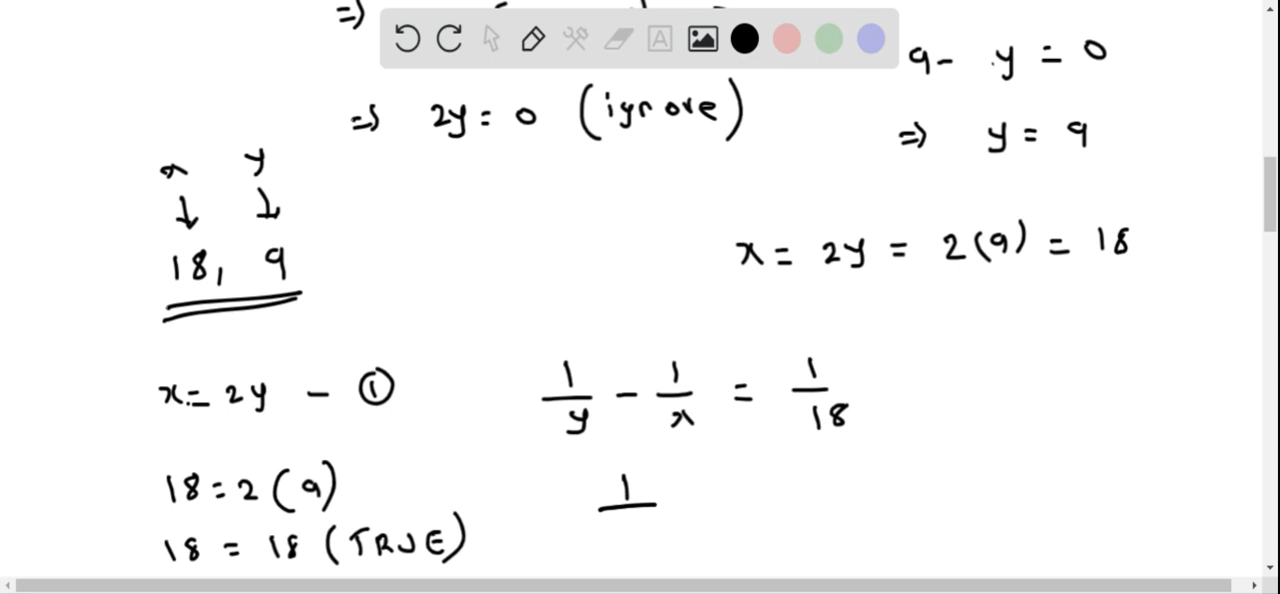 =>
9 - y = 0
=> 2y = 0 (ignore)
=> y = 9
x y
↓ ↓
18, 9
x = 2y = 2(9) = 18
x = 2y - ①
1/y - 1/x = 1/18
18 = 2(9)
1
18 = 18 (TRUE)